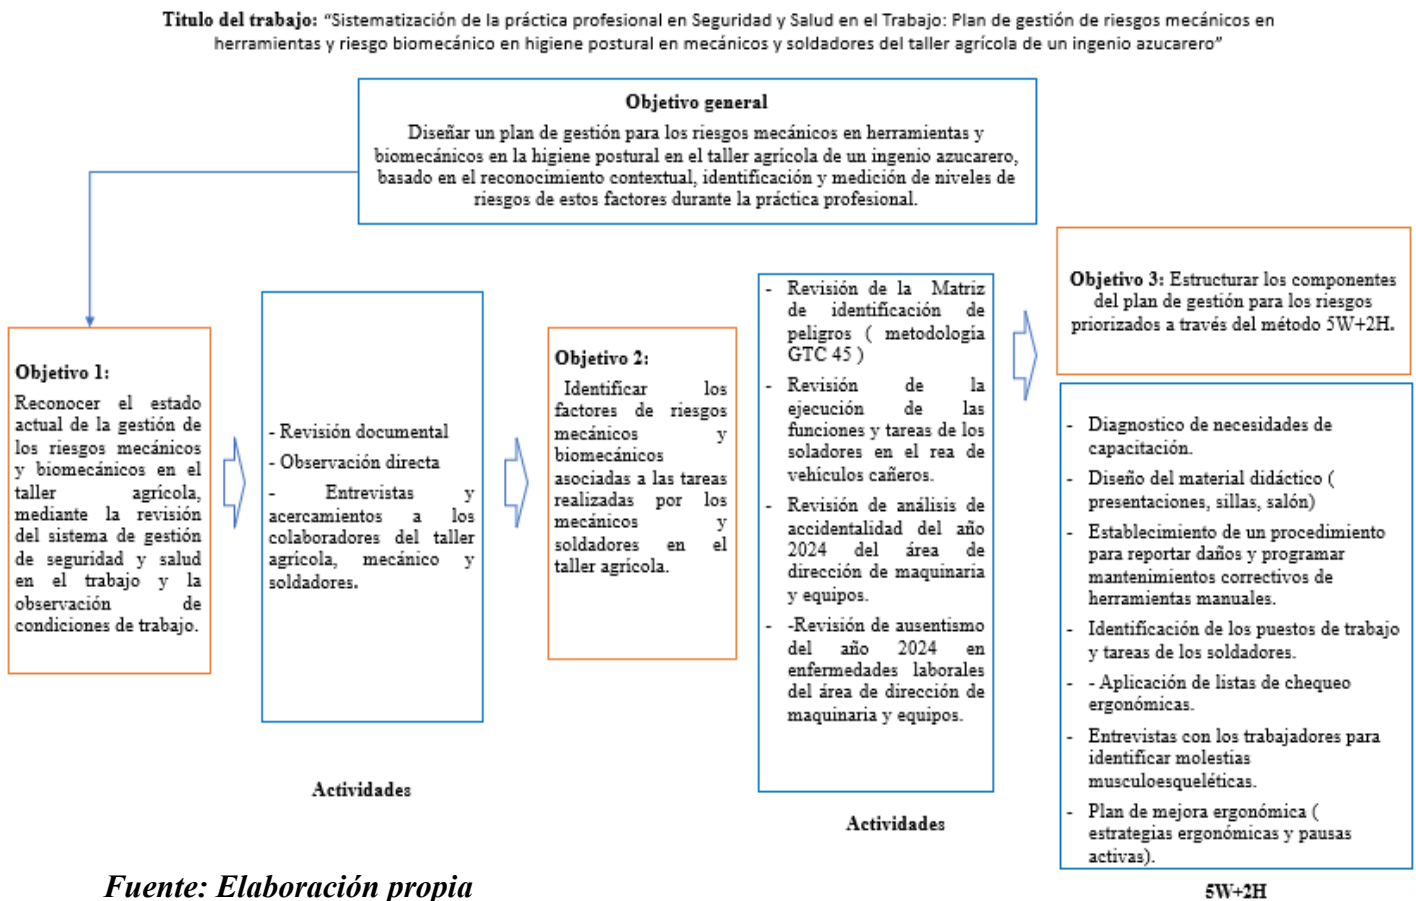 Titulo del trabajo: “Sistematización de la práctica profesional en Seguridad y Salud en el Trabajo: Plan de gestión de riesgos mecánicos en
herramientas y riesgo biomecánico en higiene postural en mecánicos y soldadores del taller agrícola de un ingenio azucarero”
Objetivo general
Diseñar un plan de gestión para los riesgos mecánicos en herramientas y
biomecánicos en la higiene postural en el taller agrícola de un ingenio azucarero,
basado en el reconocimiento contextual, identificación y medición de niveles de
riesgos de estos factores durante la práctica profesional.
Objetivo 1:
Reconocer el estado
actual de la gestión de
los riesgos mecánicos
y biomecánicos en el
taller agrícola,
mediante la revisión
del sistema de gestión
de seguridad y salud
en el trabajo y la
observación de
condiciones de trabajo.
- Revisión documental
- Observación directa
- Entrevistas y
acercamientos a los
colaboradores del taller
agrícola, mecánico y
soldadores.
Actividades
Objetivo 2:
Identificar los
factores de riesgos
mecánicos y
biomecánicos
asociadas a las tareas
realizadas por los
mecánicos y
soldadores en el
taller agrícola.
- Revisión de la Matriz
de identificación de
peligros ( metodología
GTC 45 )
- Revisión de la
ejecución de las
funciones y tareas de los
soladores en el rea de
vehículos cañeros.
- Revisión de análisis de
accidentalidad del año
2024 del área de
dirección de maquinaria
y equipos.
- -Revisión de ausentismo
del año 2024 en
enfermedades laborales
del área de dirección de
maquinaria y equipos.
Actividades
Objetivo 3: Estructurar los componentes
del plan de gestión para los riesgos
priorizados a través del método 5W+2H.
- Diagnostico de necesidades de
capacitación.
- Diseño del material didáctico (
presentaciones, sillas, salón)
- Establecimiento de un procedimiento
para reportar daños y programar
mantenimientos correctivos de
herramientas manuales.
- Identificación de los puestos de trabajo
y tareas de los soldadores.
- - Aplicación de listas de chequeo
ergonómicas.
- Entrevistas con los trabajadores para
identificar molestias
musculoesqueléticas.
- Plan de mejora ergonómica (
estrategias ergonómicas y pausas
activas).
5W+2H
Fuente: Elaboración propia